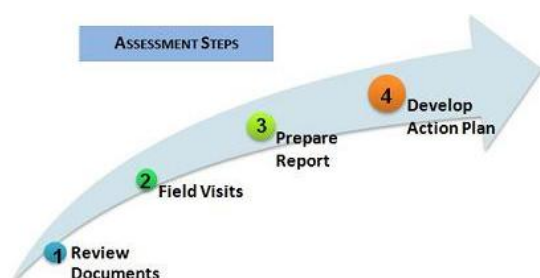 ASSESSMENT STEPS
4
Develop
Action Plan
3
Prepare
Report
2
Field Visits
1
Review
Documents